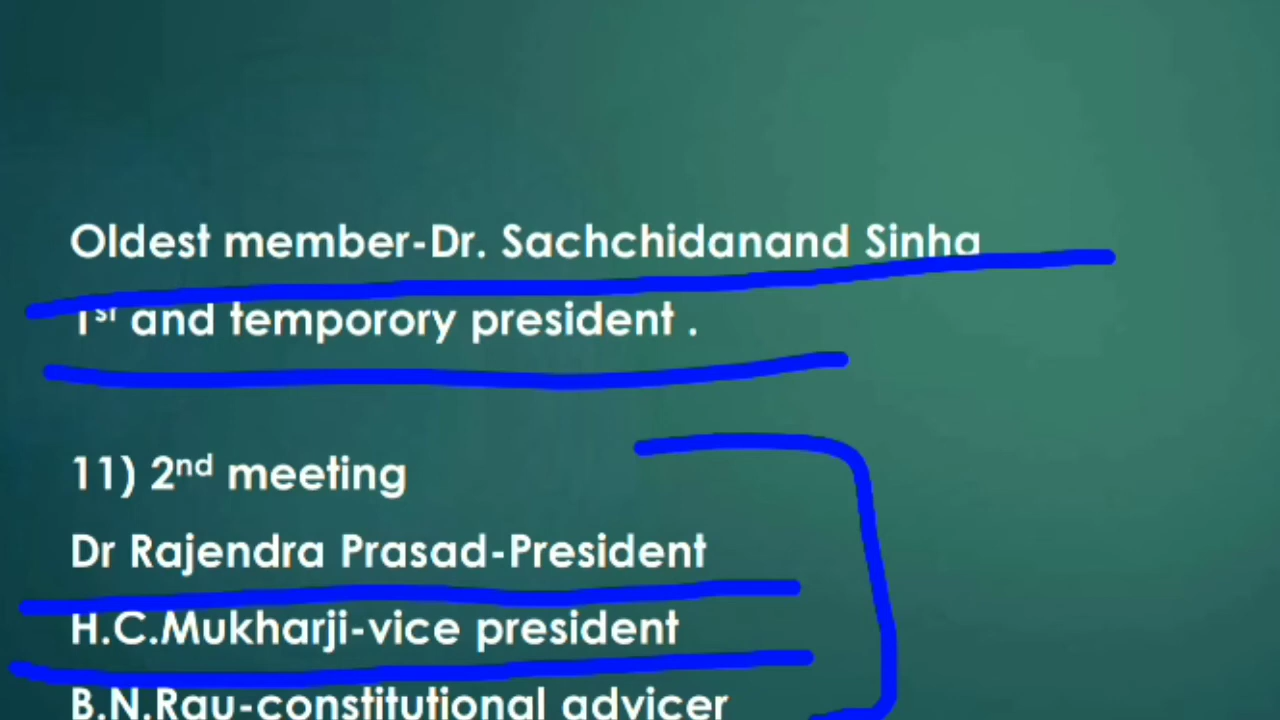 Oldest member-Dr. Sachchidanand Sinha
1st and temporory president .
11) 2nd meeting
Dr Rajendra Prasad-President
H.C.Mukharji-vice president
B.N.Rau-constitutional advicer